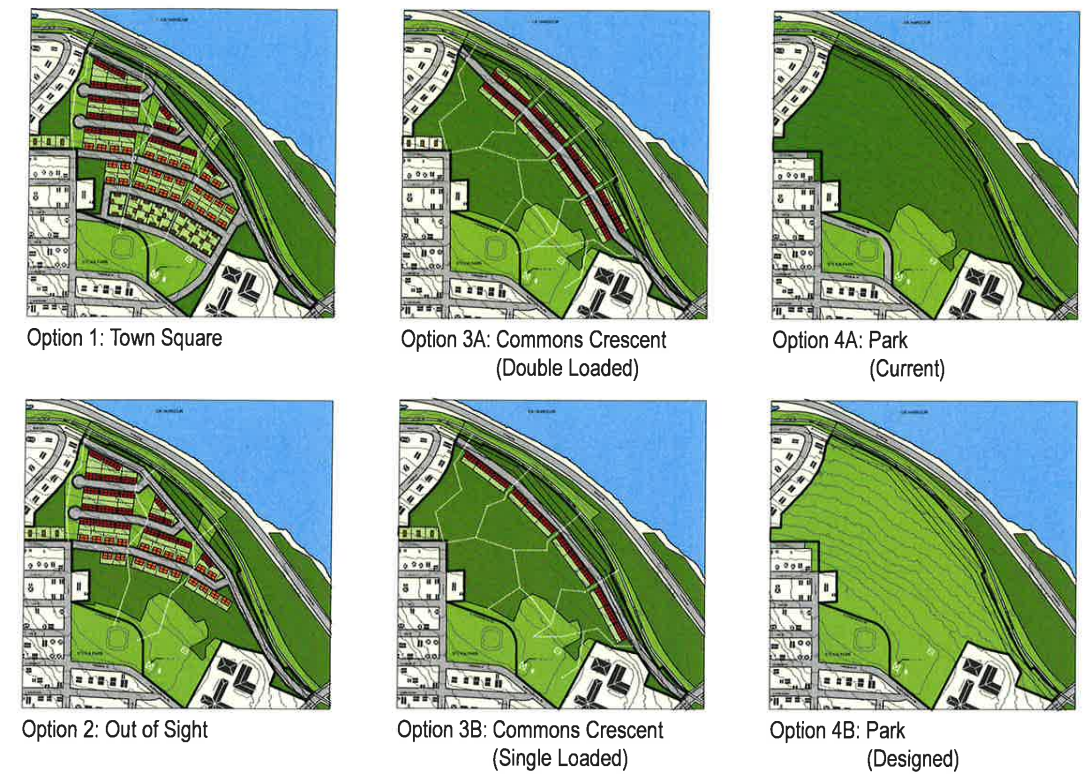 Option 1: Town Square
Option 3A: Commons Crescent
(Double Loaded)
Option 4A: Park
(Current)
Option 2: Out of Sight
Option 3B: Commons Crescent
(Single Loaded)
Option 4B: Park
(Designed)